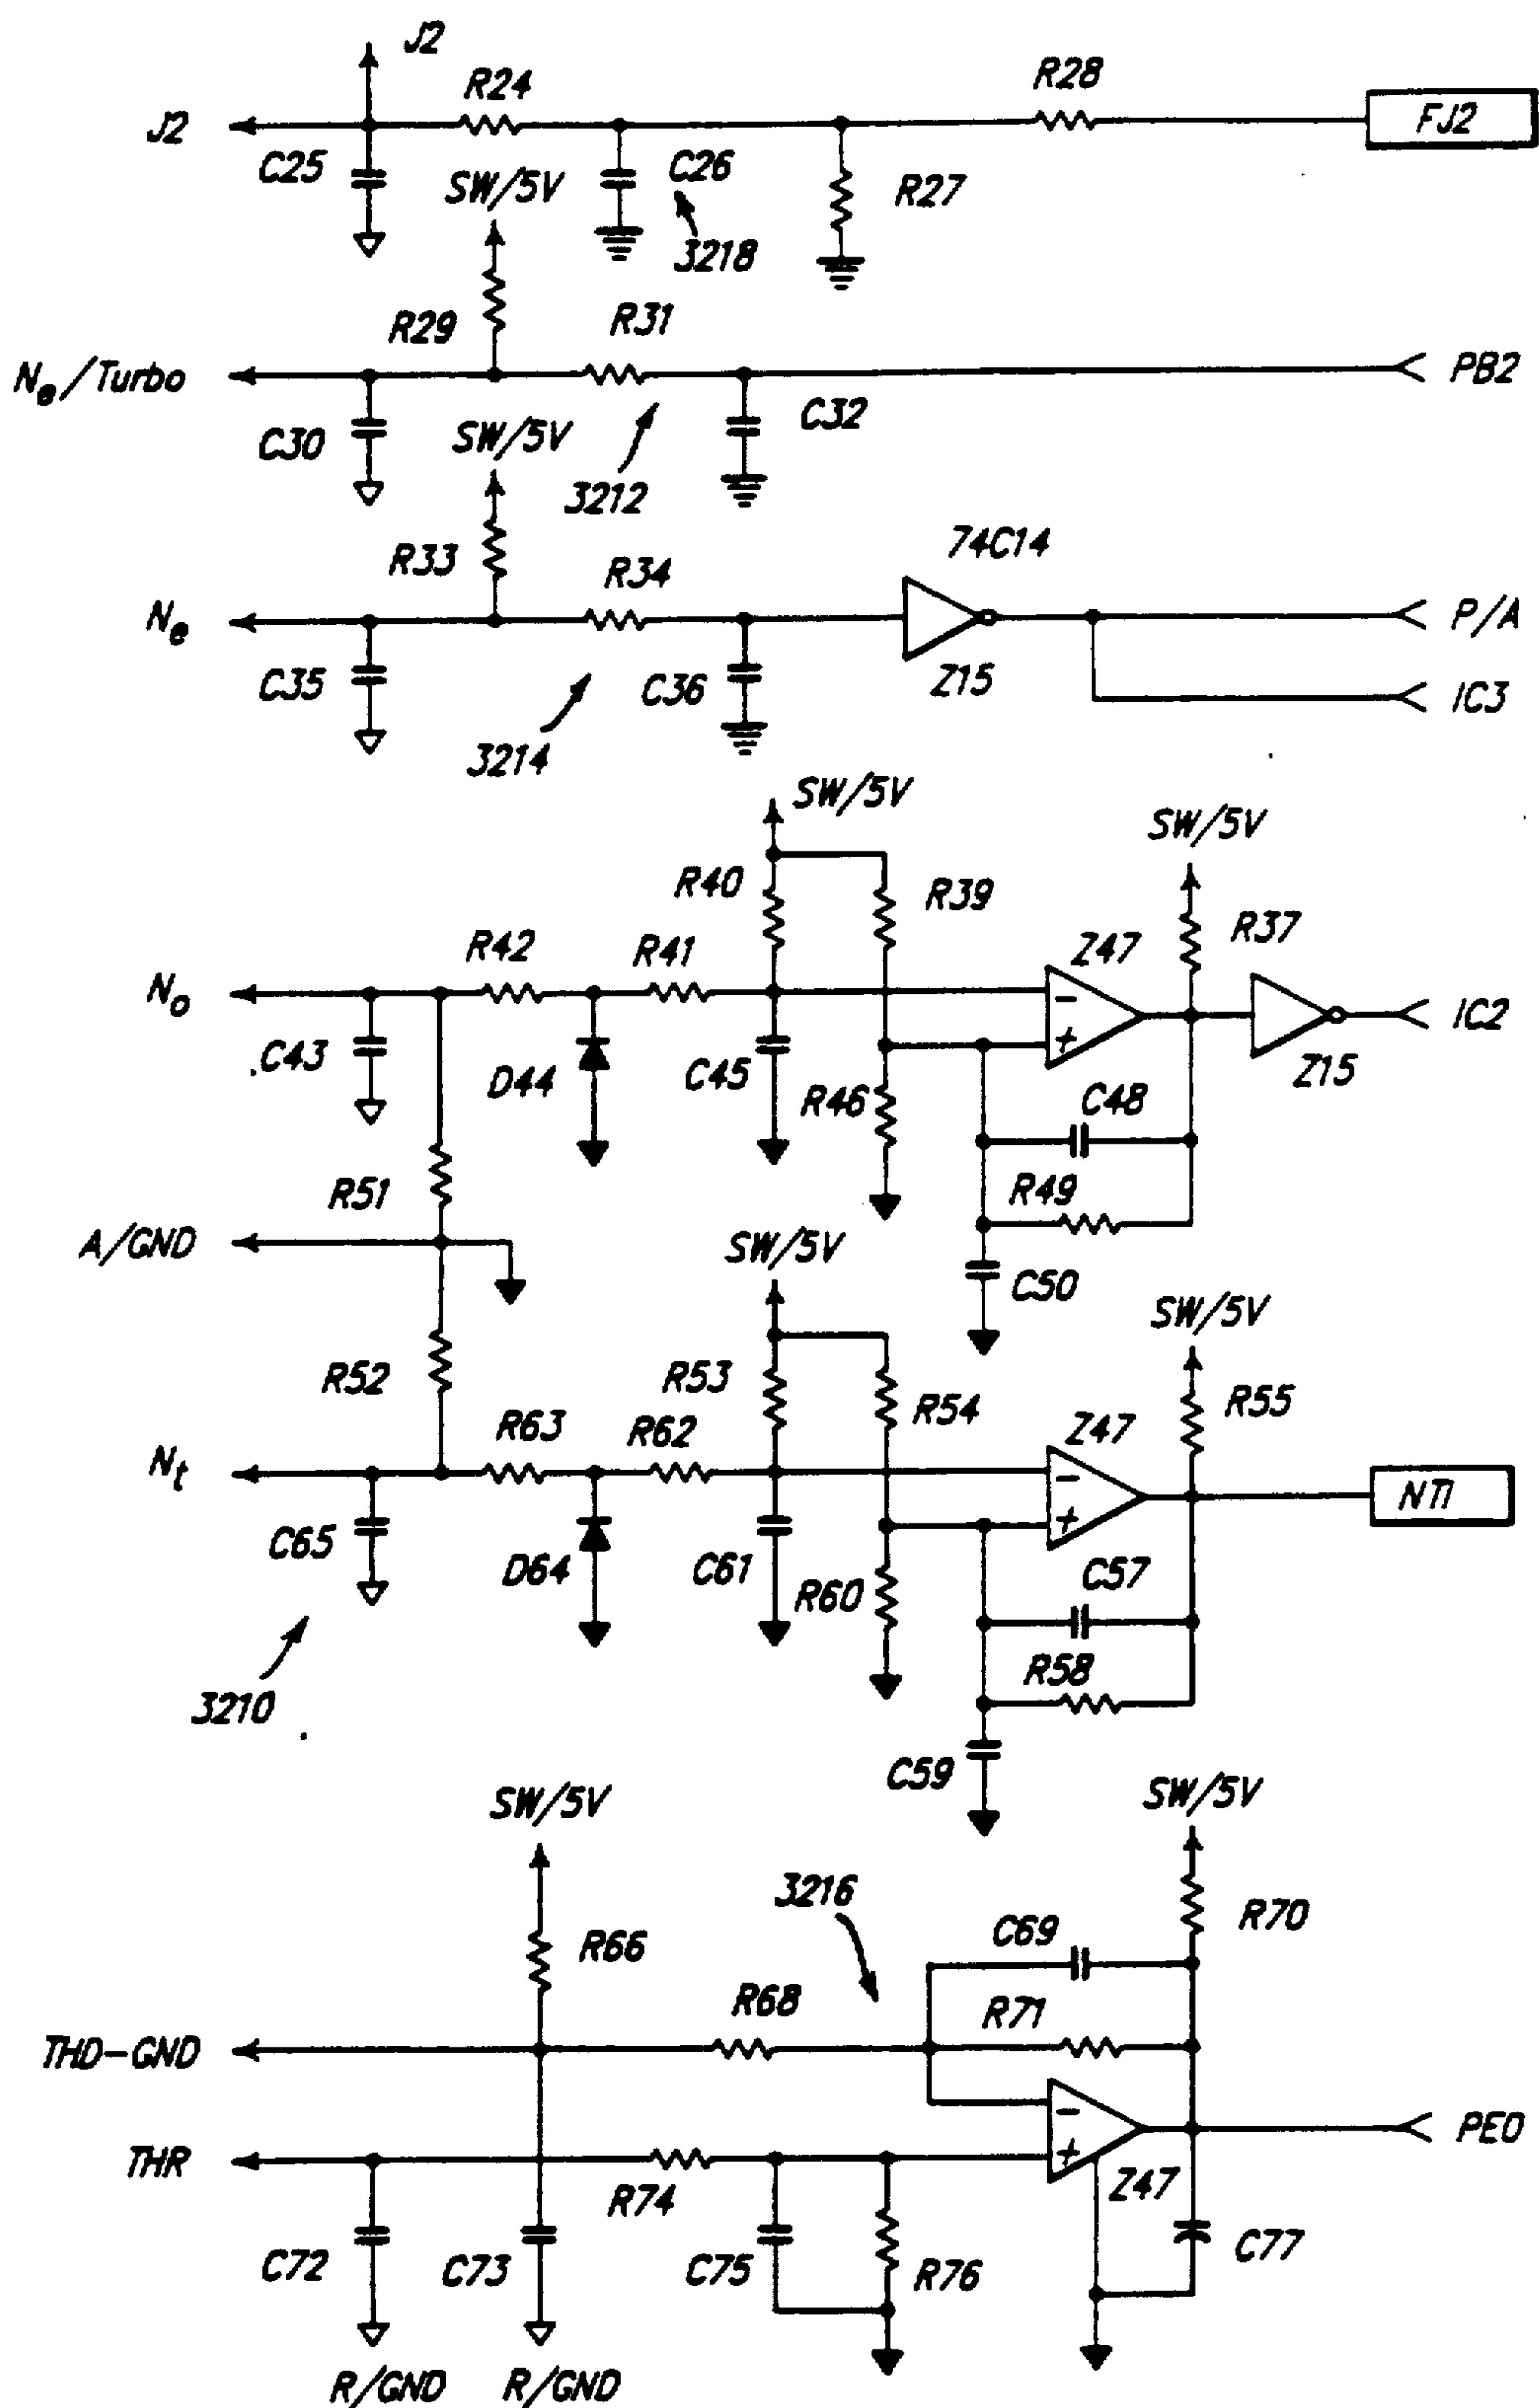 J2
R24
R28
J2
FJ2
C25
C26
SW/5V
R27
3218
R29
R31
Ne/Turbo
PB2
C30
SW/5V
C32
3212
74C14
R33
R34
Ne
P/A
C35
C36
Z15
IC3
3214
SW/5V
SW/5V
R40
R39
R42
R41
Z47
R37
No
-
IC2
C43
D44
C45
+
Z15
R46
C48
R51
R49
A/GND
SW/5V
C50
SW/5V
R52
R53
R54
R55
R63
R62
Z47
Nt
-
NTI
C65
D64
C61
+
R60
C57
R58
3210
C59
SW/5V
SW/5V
3216
R66
C69
R70
R68
R71
THD-GND
-
PE0
THR
+
R74
Z47
C72
C73
C75
R76
C77
R/GND
R/GND